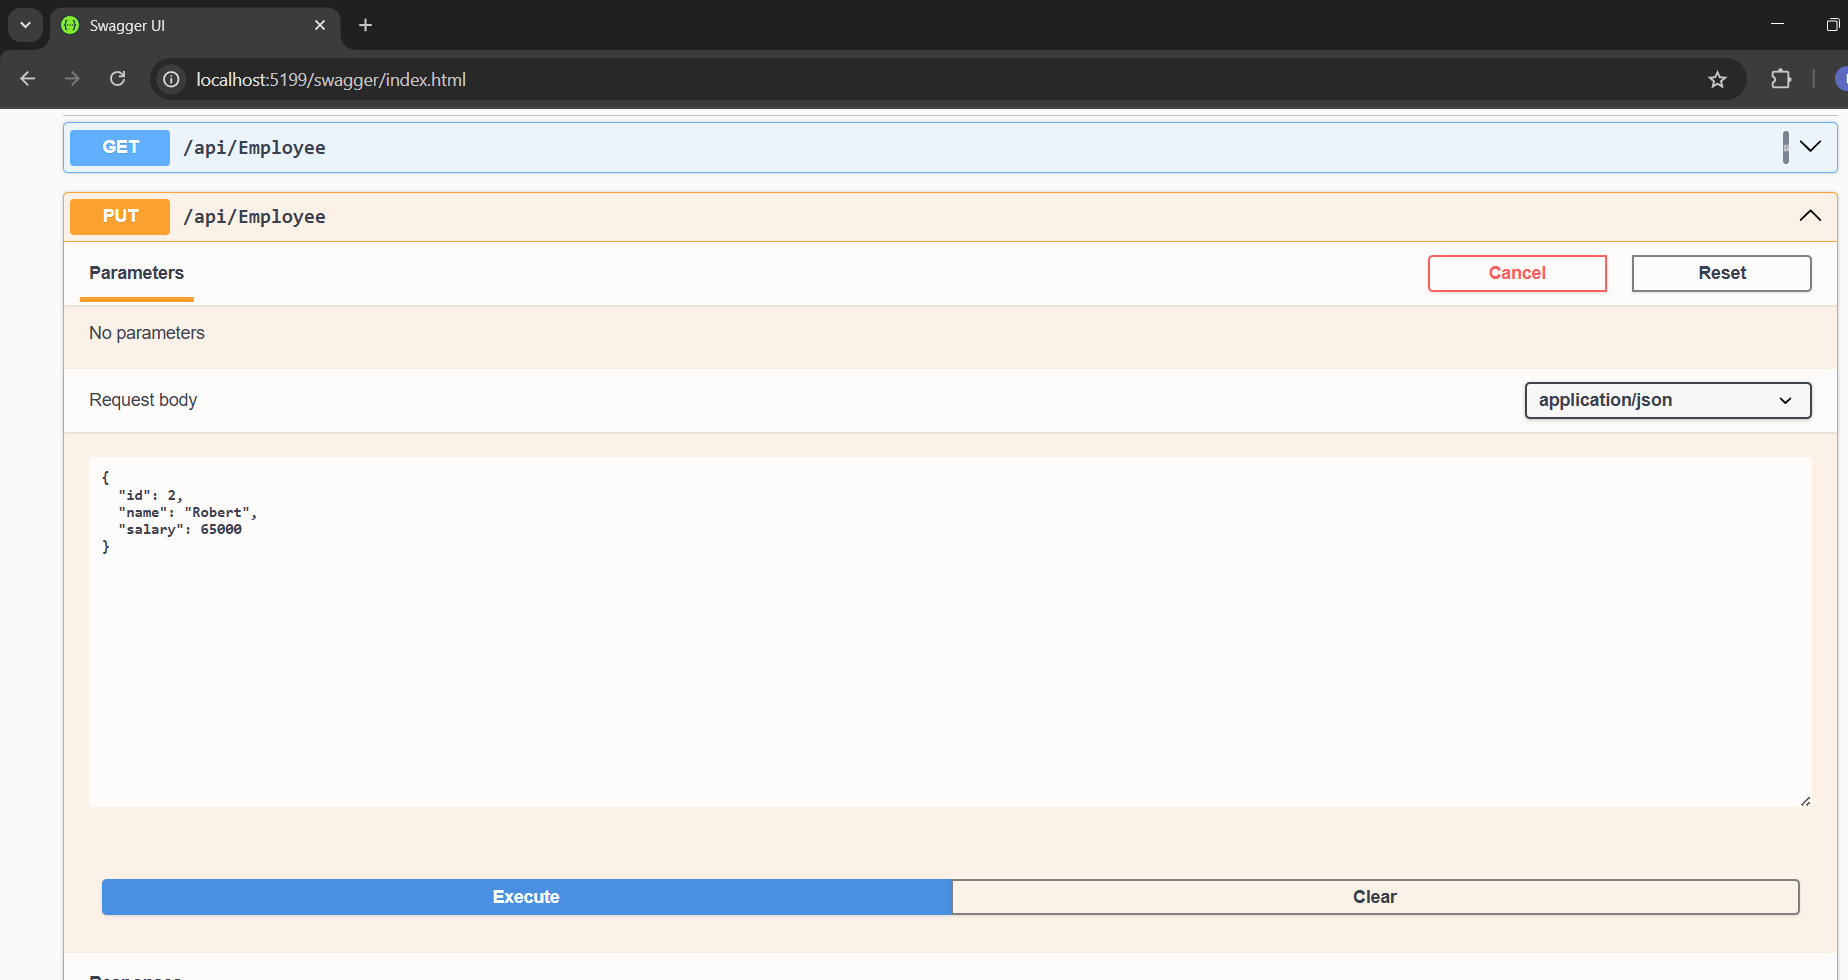 Swagger UI
localhost:5199/swagger/index.html
GET /api/Employee
PUT /api/Employee
Parameters
Cancel
Reset
No parameters
Request body
application/json
{
  "id": 2,
  "name": "Robert",
  "salary": 65000
}
Execute
Clear